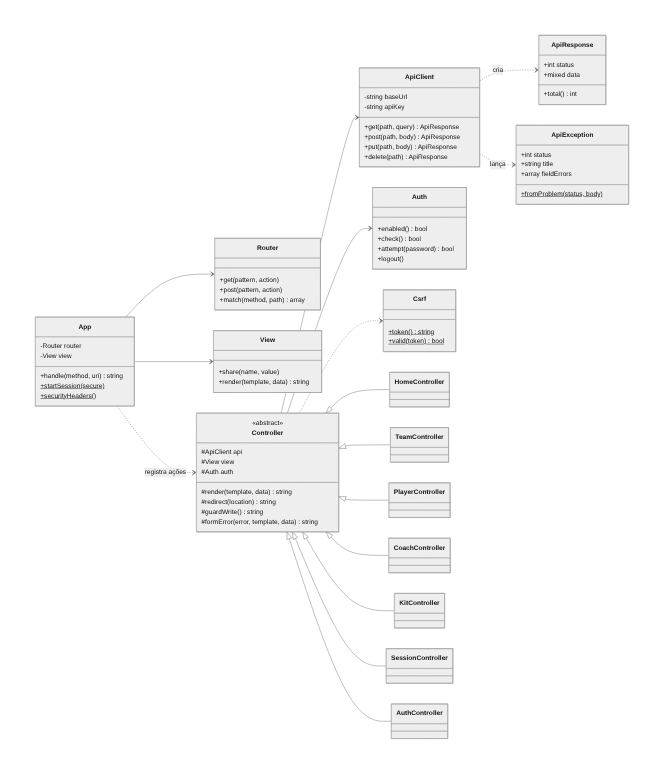 ApiResponse
+int status
+mixed data
+total() : int
cria
ApiClient
-string baseUrl
-string apiKey
+get(path, query) : ApiResponse
+post(path, body) : ApiResponse
+put(path, body) : ApiResponse
+delete(path) : ApiResponse
lança
ApiException
+int status
+string title
+array fieldErrors
+fromProblem(status, body)
Auth
+enabled() : bool
+check() : bool
+attempt(password) : bool
+logout()
Router
+get(pattern, action)
+post(pattern, action)
+match(method, path) : array
Csrf
+token() : string
+valid(token) : bool
App
-Router router
-View view
+handle(method, uri) : string
+startSession(secure)
+securityHeaders()
View
+share(name, value)
+render(template, data) : string
registra ações
«abstract»
Controller
#ApiClient api
#View view
#Auth auth
#render(template, data) : string
#redirect(location) : string
#guardWrite() : string
#formError(error, template, data) : string
HomeController
TeamController
PlayerController
CoachController
KitController
SessionController
AuthController